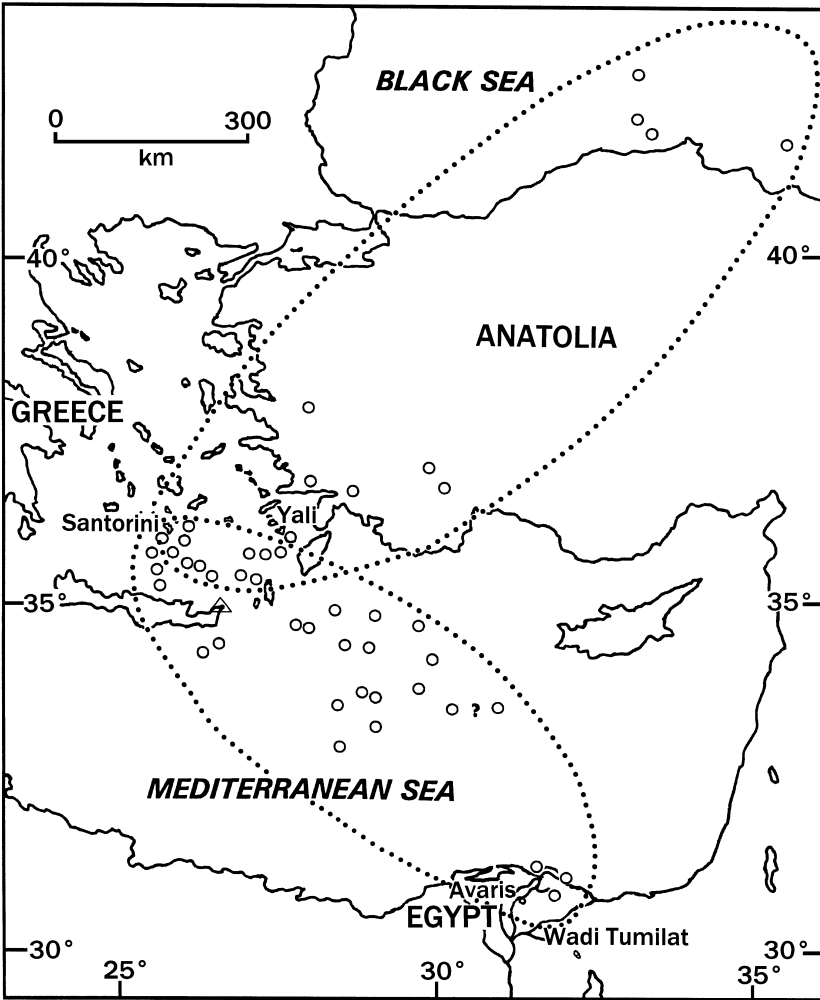 BLACK SEA
0 300
km
40° 40°
ANATOLIA
GREECE
Santorini
Yali
35° 35°
?
MEDITERRANEAN SEA
Avaris
EGYPT
Wadi Tumilat
30° 30°
25° 30° 35°